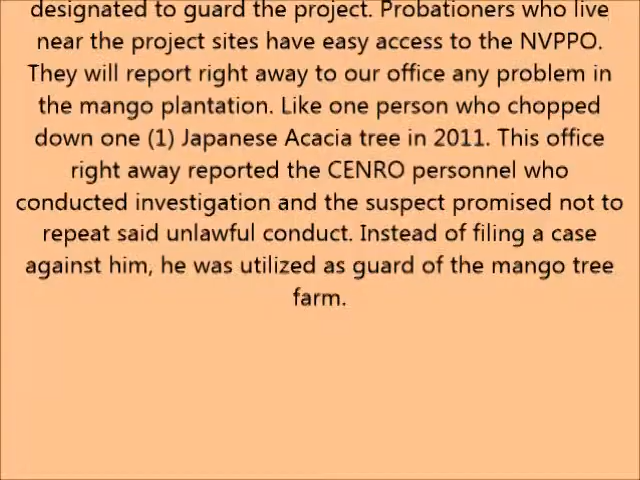 designated to guard the project. Probationers who live
near the project sites have easy access to the NVPPO.
They will report right away to our office any problem in
the mango plantation. Like one person who chopped
down one (1) Japanese Acacia tree in 2011. This office
right away reported the CENRO personnel who
conducted investigation and the suspect promised not to
repeat said unlawful conduct. Instead of filing a case
against him, he was utilized as guard of the mango tree
farm.